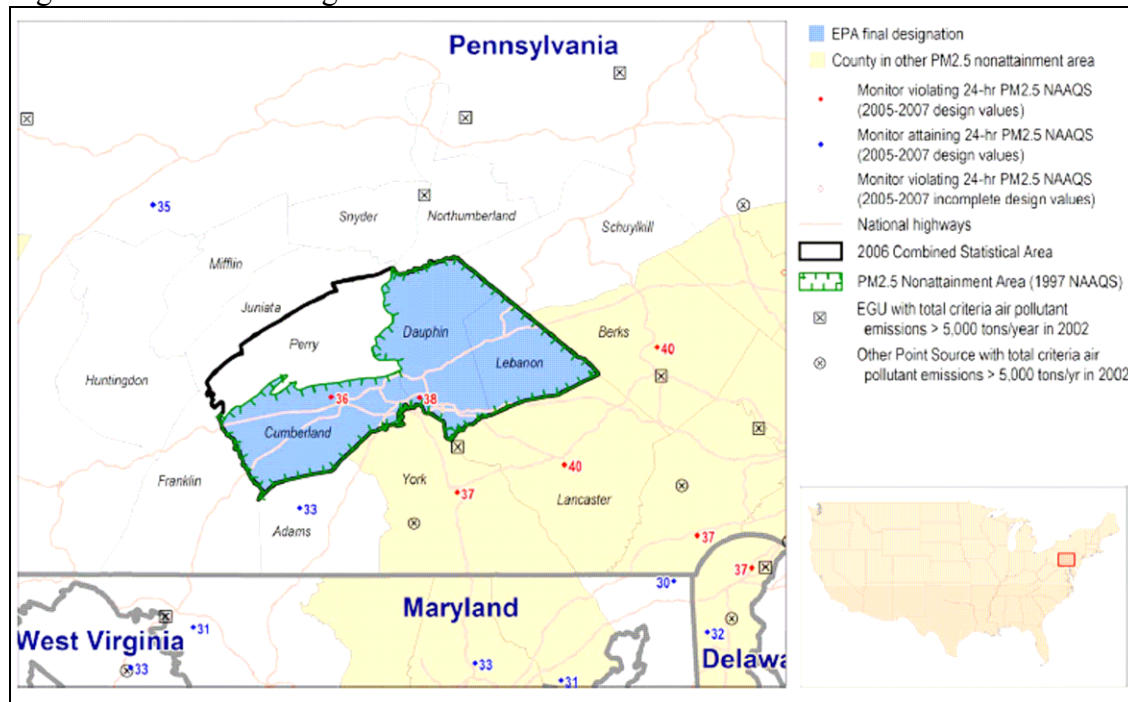 Pennsylvania
35
Snyder
Northumberland
Schuylkill
Mifflin
Juniata
Dauphin
Berks
Perry
40
Lebanon
Huntingdon
36
38
Cumberland
Franklin
York
40
Lancaster
37
33
Adams
37
37
30
Maryland
31
West Virginia
32
33
33
Delawa
31
EPA final designation
County in other PM2.5 nonattainment area
Monitor violating 24-hr PM2.5 NAAQS
(2005-2007 design values)
Monitor attaining 24-hr PM2.5 NAAQS
(2005-2007 design values)
Monitor violating 24-hr PM2.5 NAAQS
(2005-2007 incomplete design values)
National highways
2006 Combined Statistical Area
PM2.5 Nonattainment Area (1997 NAAQS)
EGU with total criteria air pollutant
emissions > 5,000 tons/year in 2002
Other Point Source with total criteria air
pollutant emissions > 5,000 tons/yr in 2002